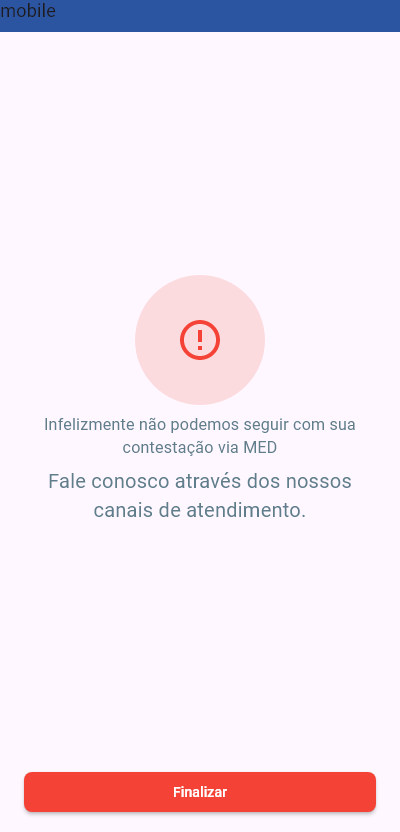 mobile
Infelizmente não podemos seguir com sua
contestação via MED
Fale conosco através dos nossos
canais de atendimento.
Finalizar